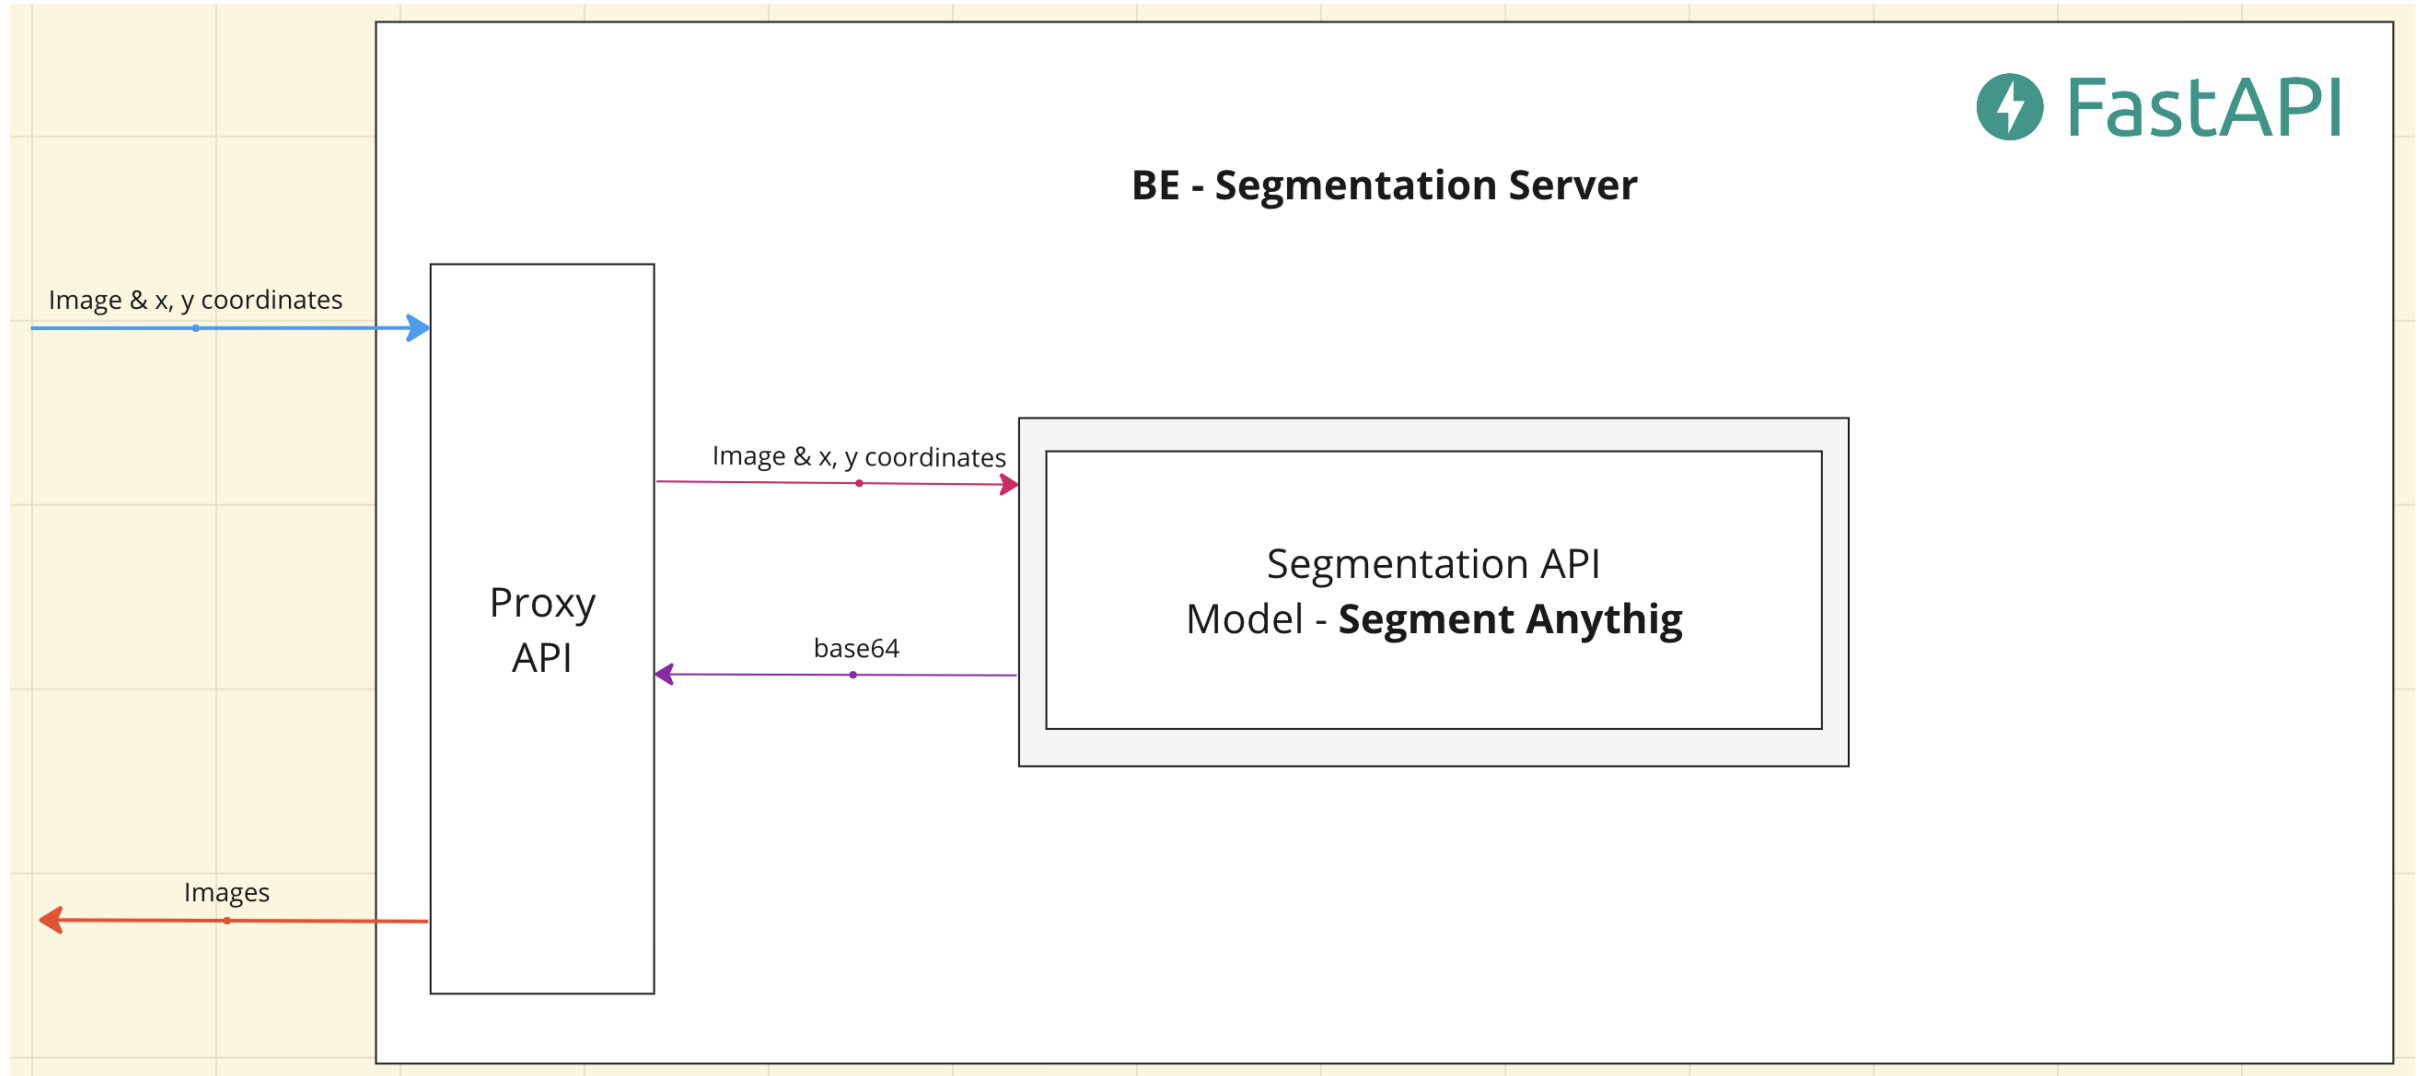 FastAPI
BE - Segmentation Server
Image & x, y coordinates
Image & x, y coordinates
Segmentation API
Model - Segment Anythig
Proxy
API
base64
Images